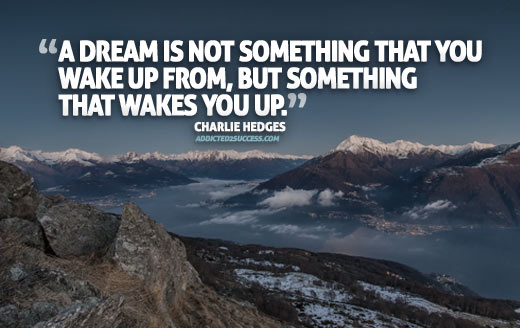 “A DREAM IS NOT SOMETHING THAT YOU
WAKE UP FROM, BUT SOMETHING
THAT WAKES YOU UP.”
CHARLIE HEDGES
ADDICTED2SUCCESS.COM